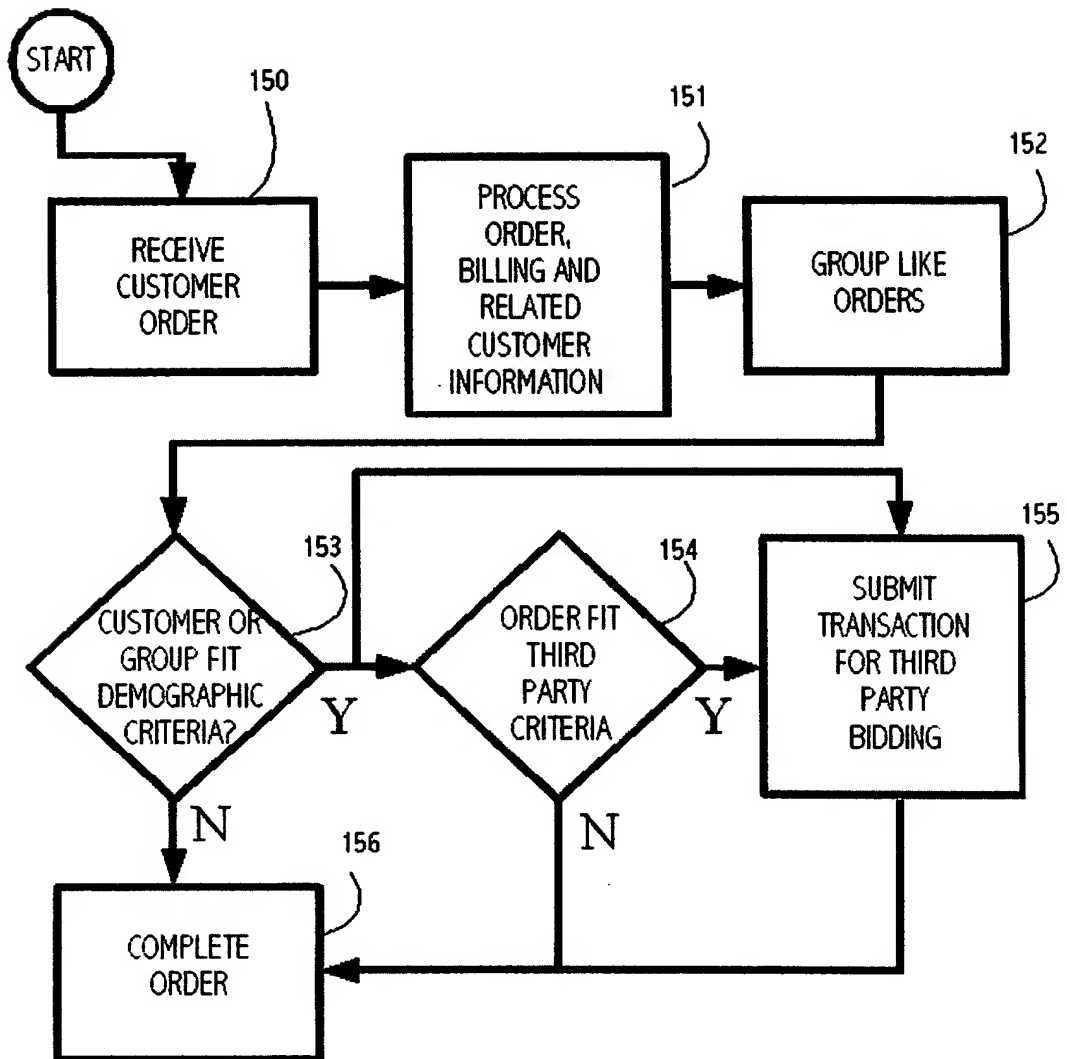 START
150
RECEIVE
CUSTOMER
ORDER
151
PROCESS
ORDER,
BILLING AND
RELATED
CUSTOMER
INFORMATION
152
GROUP LIKE
ORDERS
153
CUSTOMER OR
GROUP FIT
DEMOGRAPHIC
CRITERIA?
Y
N
154
ORDER FIT
THIRD
PARTY
CRITERIA
Y
N
155
SUBMIT
TRANSACTION
FOR THIRD
PARTY
BIDDING
156
COMPLETE
ORDER